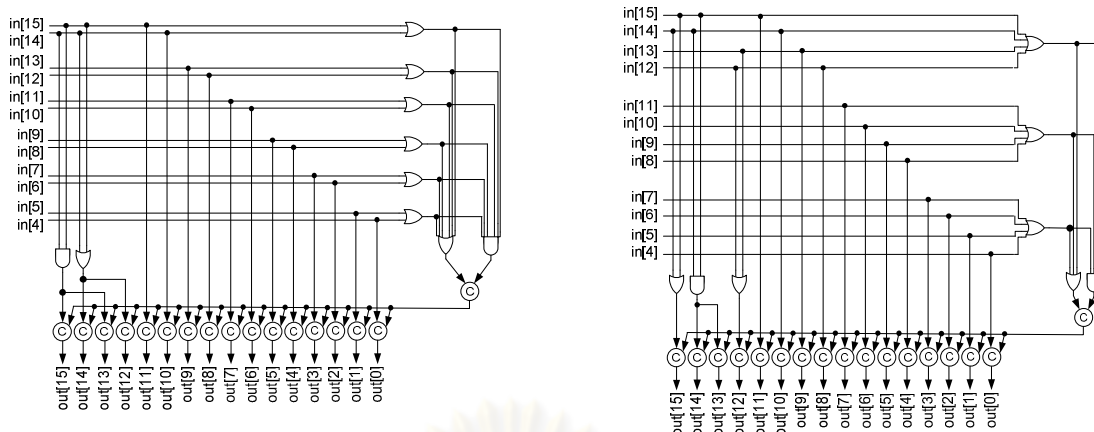 in[15]
in[14]
in[13]
in[12]
in[11]
in[10]
in[9]
in[8]
in[7]
in[6]
in[5]
in[4]
C
C C C C C C C C C C C C C C C C
out[15] out[14] out[13] out[12] out[11] out[10] out[9] out[8] out[7] out[6] out[5] out[4] out[3] out[2] out[1] out[0]
in[15]
in[14]
in[13]
in[12]
in[11]
in[10]
in[9]
in[8]
in[7]
in[6]
in[5]
in[4]
C
C C C C C C C C C C C C C C C C
out[15] out[14] out[13] out[12] out[11] out[10] out[9] out[8] out[7] out[6] out[5] out[4] out[3] out[2] out[1] out[0]